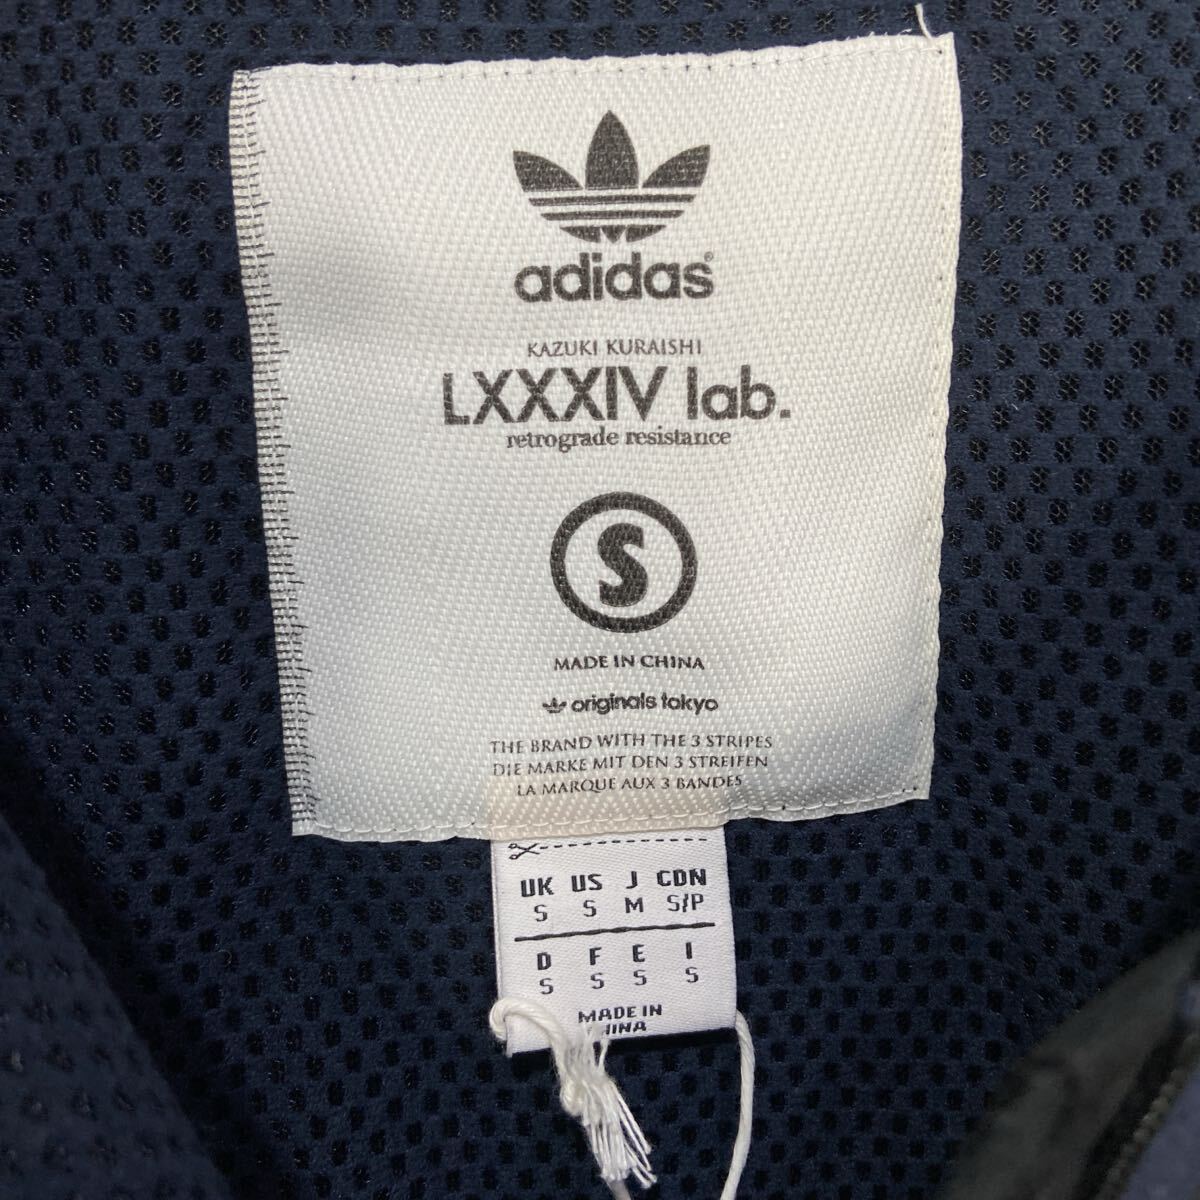 adidas®
KAZUKI KURAISHI
LXXXIV lab.
retrograde resistance
S
MADE IN CHINA
originals tokyo
THE BRAND WITH THE 3 STRIPES
DIE MARKE MIT DEN 3 STREIFEN
LA MARQUE AUX 3 BANDES
UK US J CDN
S S M S/P
D F E I
S S S S
MADE IN
CHINA